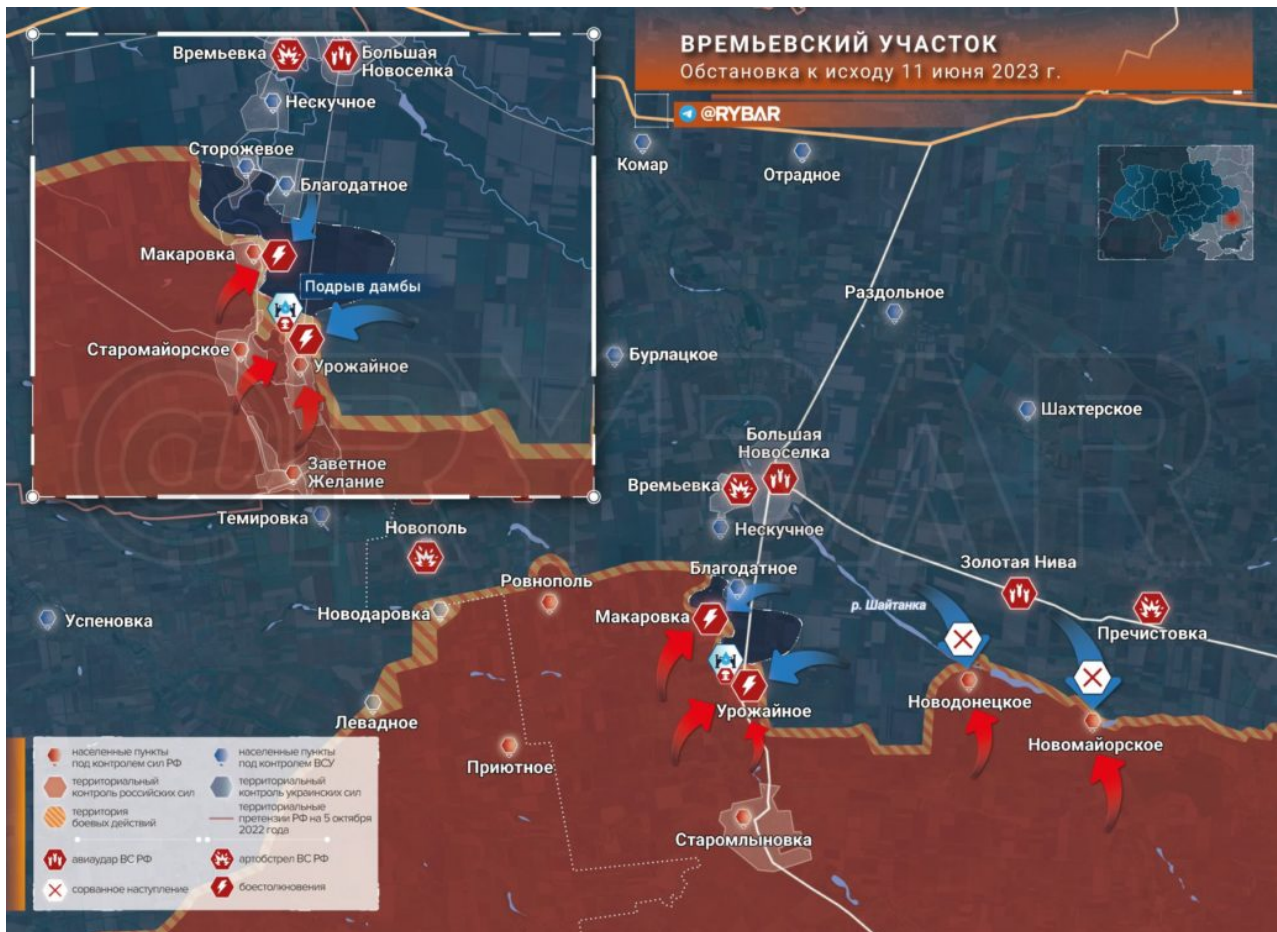 ВРЕМЬЕВСКИЙ УЧАСТОК
Обстановка к исходу 11 июня 2023 г.
@RYBAR
Времьевка
Большая
Новоселка
Нескучное
Сторожевое
Благодатное
Макаровка
Подрыв дамбы
Старомайорское
Урожайное
Заветное
Желание
Комар
Отрадное
Раздольное
Бурлацкое
Шахтерское
Большая
Новоселка
Времьевка
Нескучное
Темировка
Новополь
Золотая Нива
Благодатное
Ровнополь
р. Шайтанка
Новодаровка
Макаровка
Успеновка
Пречистовка
Левадное
Урожайное
Новодонецкое
Новомайорское
Приютное
Старомлыновка
@RYBAR
населенные пункты
под контролем сил РФ
населенные пункты
под контролем ВСУ
территориальный
контроль российских сил
территориальный
контроль украинских сил
территория
боевых действий
территориальные
претензии РФ на 5 октября
2022 года
авиаудар ВС РФ
артобстрел ВС РФ
сорванное наступление
боестолкновения